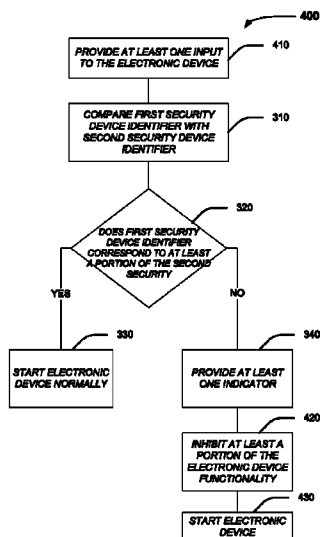 400
PROVIDE AT LEAST ONE INPUT
TO THE ELECTRONIC DEVICE
410
COMPARE FIRST SECURITY
DEVICE IDENTIFIER WITH
SECOND SECURITY DEVICE
IDENTIFIER
310
320
DOES FIRST SECURITY
DEVICE IDENTIFIER
CORRESPOND TO AT LEAST
A PORTION OF THE SECOND
SECURITY
YES
NO
330
340
START ELECTRONIC
DEVICE NORMALLY
PROVIDE AT LEAST
ONE INDICATOR
420
INHIBIT AT LEAST A
PORTION OF THE
ELECTRONIC DEVICE
FUNCTIONALITY
430
START ELECTRONIC
DEVICE